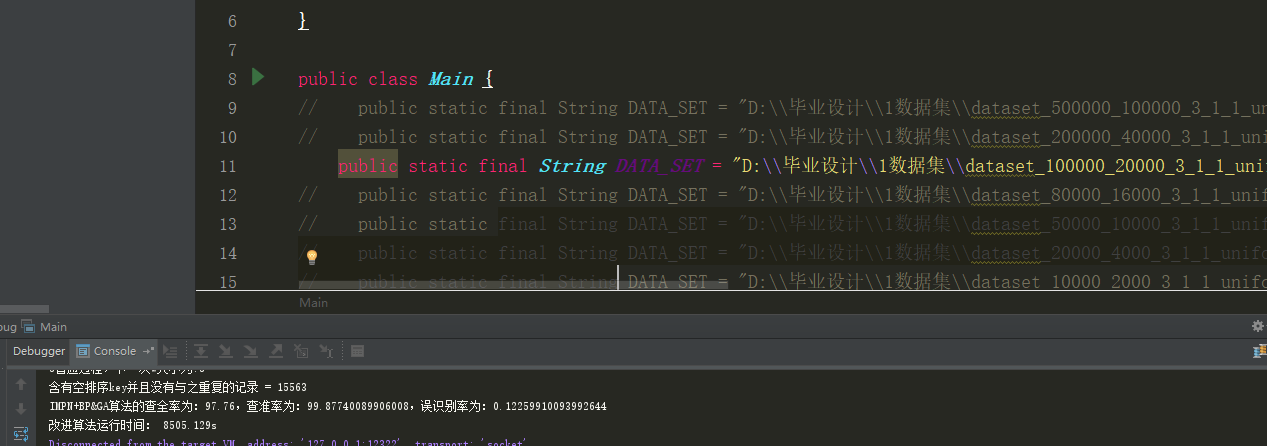 6 }
7
8 public class Main {
9 //    public static final String DATA_SET = "D:\\毕业设计\\1数据集\\dataset_500000_100000_3_1_1_un
10 //    public static final String DATA_SET = "D:\\毕业设计\\1数据集\\dataset_200000_40000_3_1_1_uni
11 public static final String DATA_SET = "D:\\毕业设计\\1数据集\\dataset_100000_20000_3_1_1_uni
12 //    public static final String DATA_SET = "D:\\毕业设计\\1数据集\\dataset_80000_16000_3_1_1_unif
13 //    public static final String DATA_SET = "D:\\毕业设计\\1数据集\\dataset_50000_10000_3_1_1_unif
14 public static final String DATA_SET = "D:\\毕业设计\\1数据集\\dataset_20000_4000_3_1_1_unifo
15 //    public static final String DATA_SET = "D:\\毕业设计\\1数据集\\dataset_10000_2000_3_1_1_unifo
Main
bug Main
Debugger Console
含有空排序key并且没有与之重复的记录 = 15563
IMPN+BP&GA算法的查全率为: 97.76, 查准率为: 99.87740089906008, 误识别率为: 0.12259910093992644
改进算法运行时间: 8505.129s
Disconnected from the target VM, address: '127.0.0.1:12322', transport: 'socket'